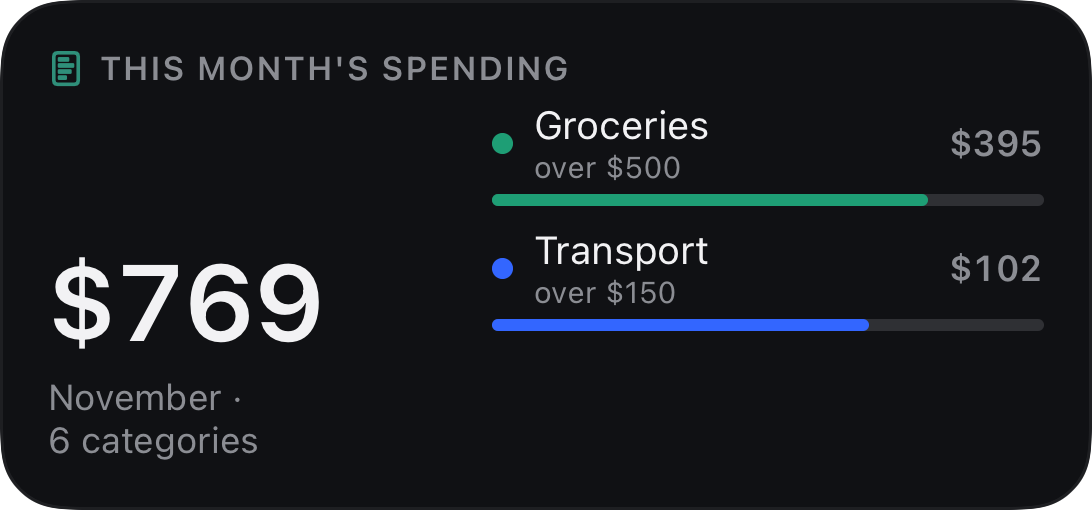 THIS MONTH'S SPENDING
$769
November ·
6 categories
Groceries
over $500
$395
Transport
over $150
$102